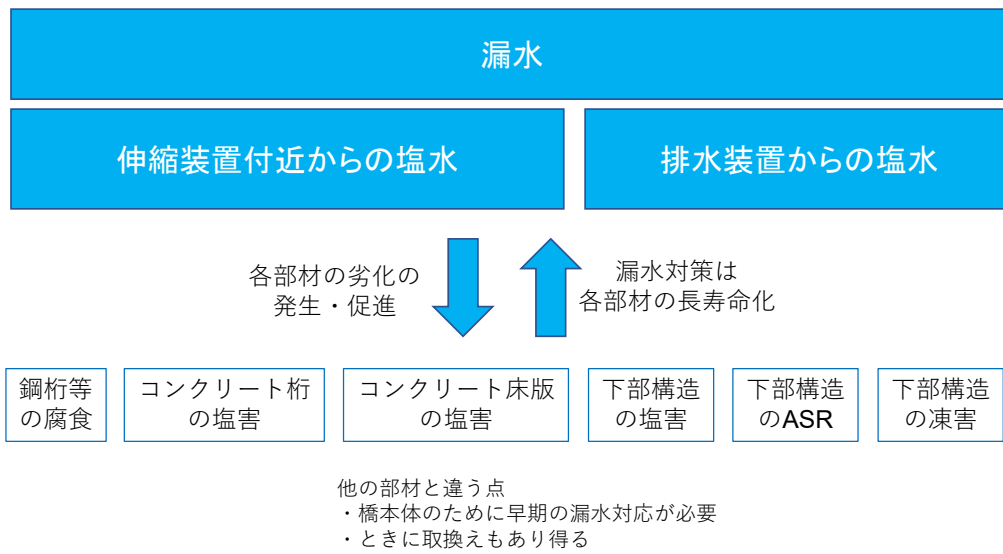 漏水
伸縮装置付近からの塩水
排水装置からの塩水
各部材の劣化の
発生・促進
漏水対策は
各部材の長寿命化
鋼桁等
の腐食
コンクリート桁
の塩害
コンクリート床版
の塩害
下部構造
の塩害
下部構造
のASR
下部構造
の凍害
他の部材と違う点
・橋本体のために早期の漏水対応が必要
・ときに取換えもあり得る